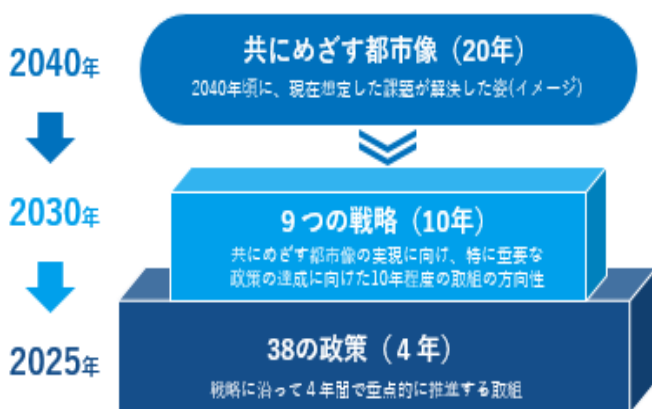 2040年
共にめざす都市像（20年）
2040年頃に、現在想定した課題が解決した姿(イメージ)
2030年
9つの戦略（10年）
共にめざす都市像の実現に向け、特に重要な
政策の達成に向けた10年程度の取組の方向性
2025年
38の政策（4年）
戦略に沿って4年間で重点的に推進する取組